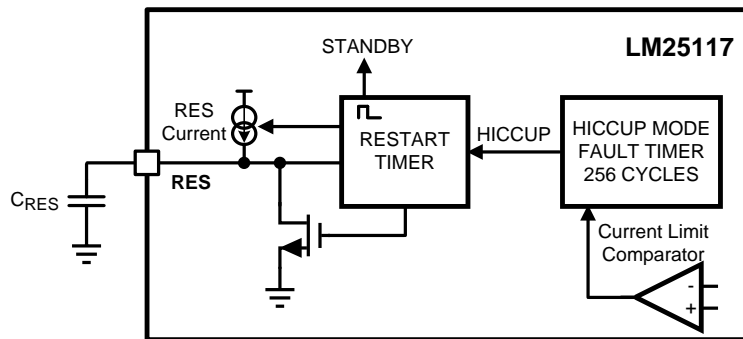 STANDBY
LM25117
RES
Current
RESTART
TIMER
HICCUP
HICCUP MODE
FAULT TIMER
256 CYCLES
RES
CRES
Current Limit
Comparator
-
+